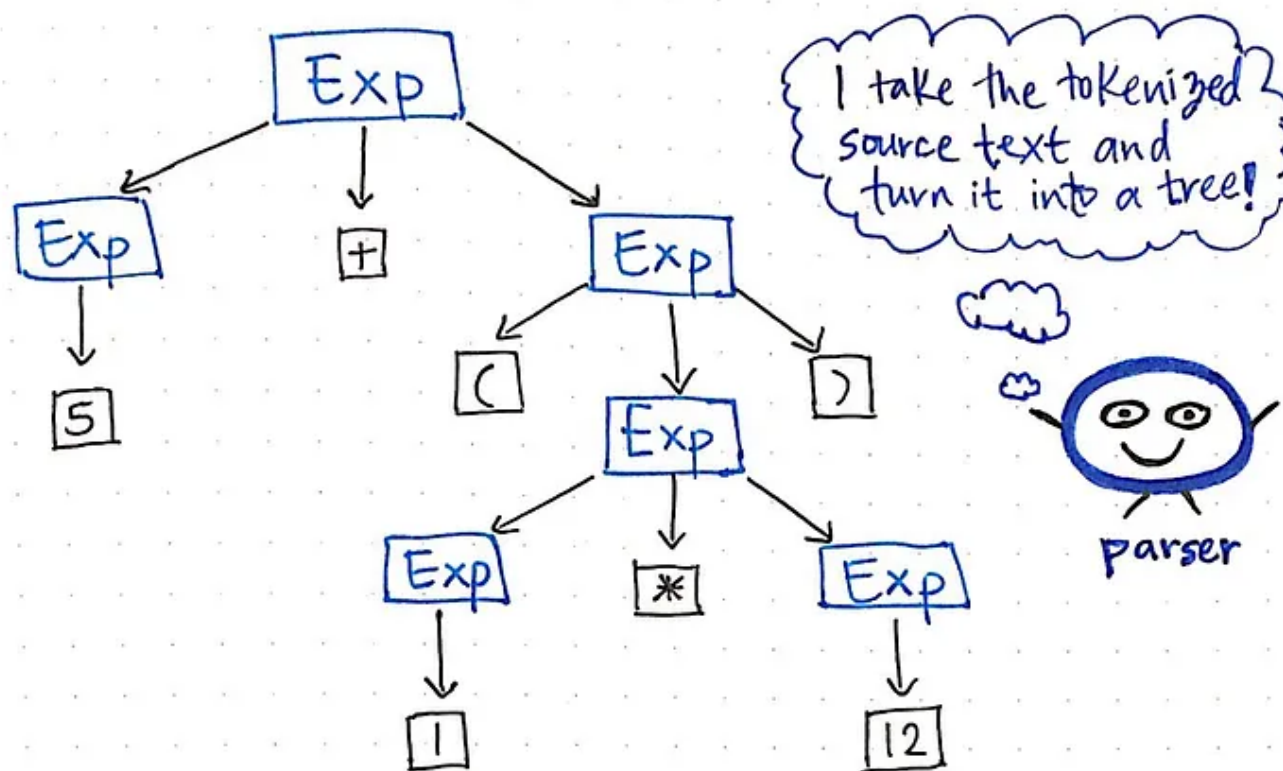 Exp
I take the tokenized
source text and
turn it into a tree!
Exp
+
Exp
5
(
)
Exp
parser
Exp
*
Exp
1
12